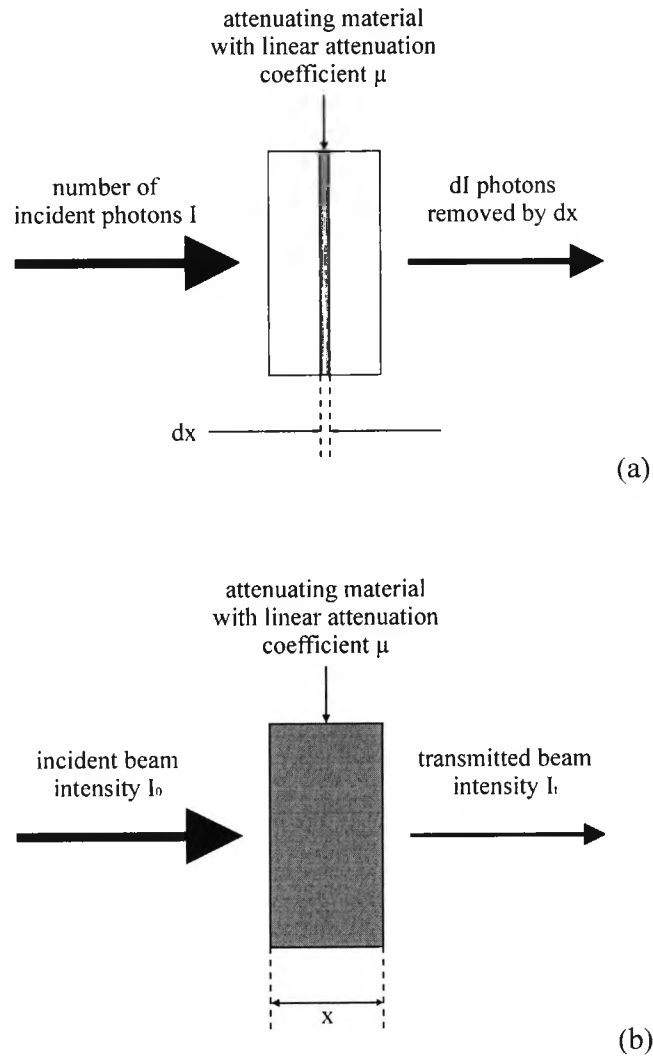 attenuating material
with linear attenuation
coefficient μ
number of
incident photons I
dI photons
removed by dx
dx
(a)
attenuating material
with linear attenuation
coefficient μ
incident beam
intensity I₀
transmitted beam
intensity Iₜ
x
(b)